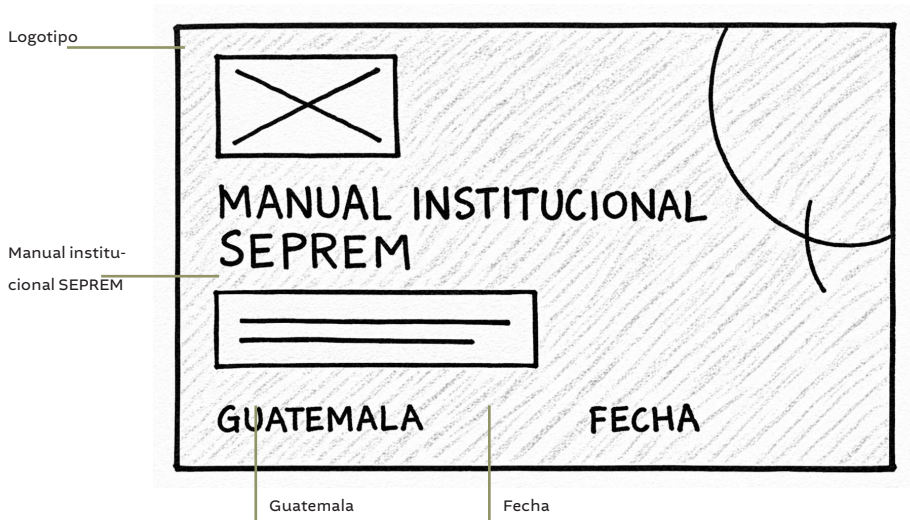 Logotipo
MANUAL INSTITUCIONAL
SEPREM
Manual institu-
cional SEPREM
GUATEMALA FECHA
Guatemala Fecha